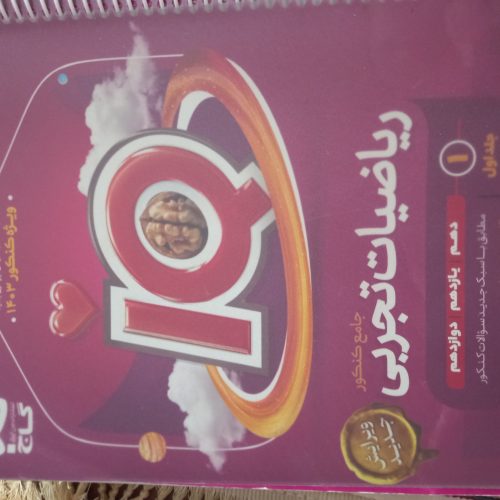 ویژه کنکور ۱۴۰۳
IQ
گاج
جامع کنکور
ریاضیات تجربی
ویرایش
جدید
جلد اول
۱
دهم | یازدهم | دوازدهم
مطابق با سبک جدید سؤالات کنکور